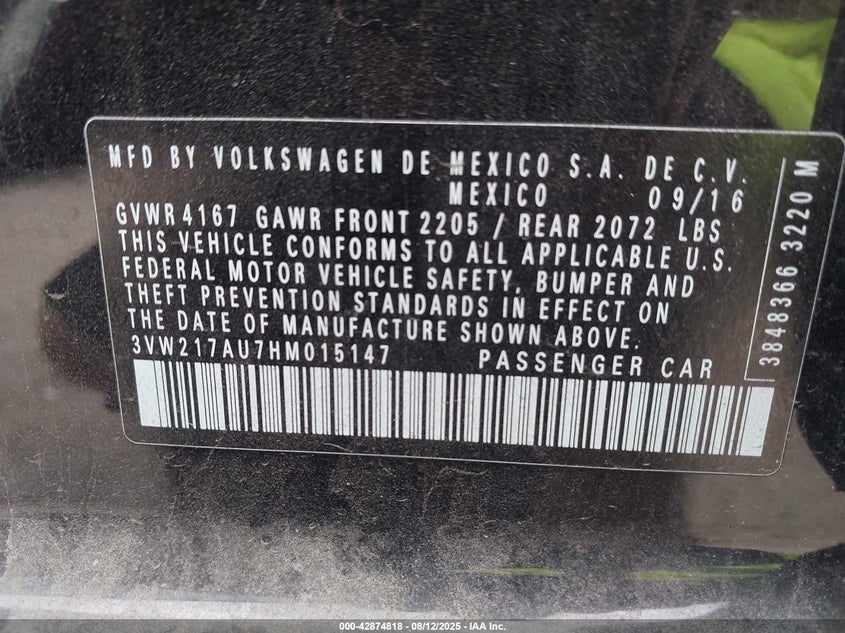 MFD BY VOLKSWAGEN DE MEXICO S.A. DE C.V.
MEXICO 09/16
GVWR 4167 GAWR FRONT 2205 / REAR 2072 LBS
THIS VEHICLE CONFORMS TO ALL APPLICABLE U.S.
FEDERAL MOTOR VEHICLE SAFETY, BUMPER AND
THEFT PREVENTION STANDARDS IN EFFECT ON
THE DATE OF MANUFACTURE SHOWN ABOVE.
3VW217AU7HM015147 PASSENGER CAR
3848366 3220 M
000-42874818 - 08/12/2025 - IAA Inc.